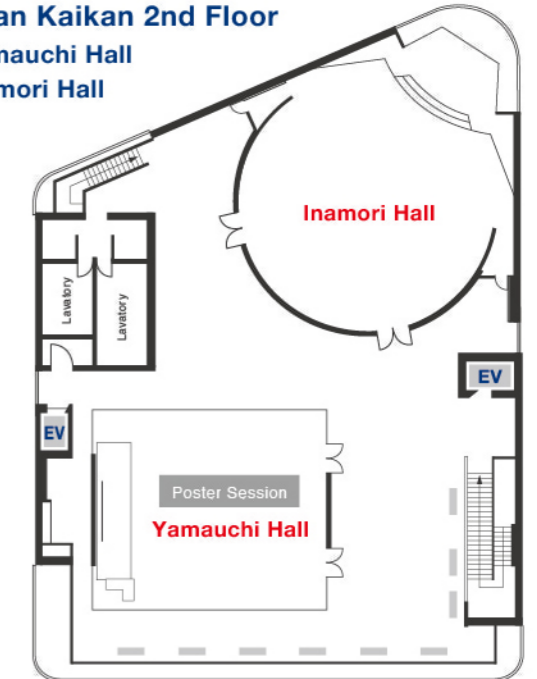 an Kaikan 2nd Floor
mauchi Hall
mori Hall
Inamori Hall
Lavatory
Lavatory
EV
EV
Poster Session
Yamauchi Hall